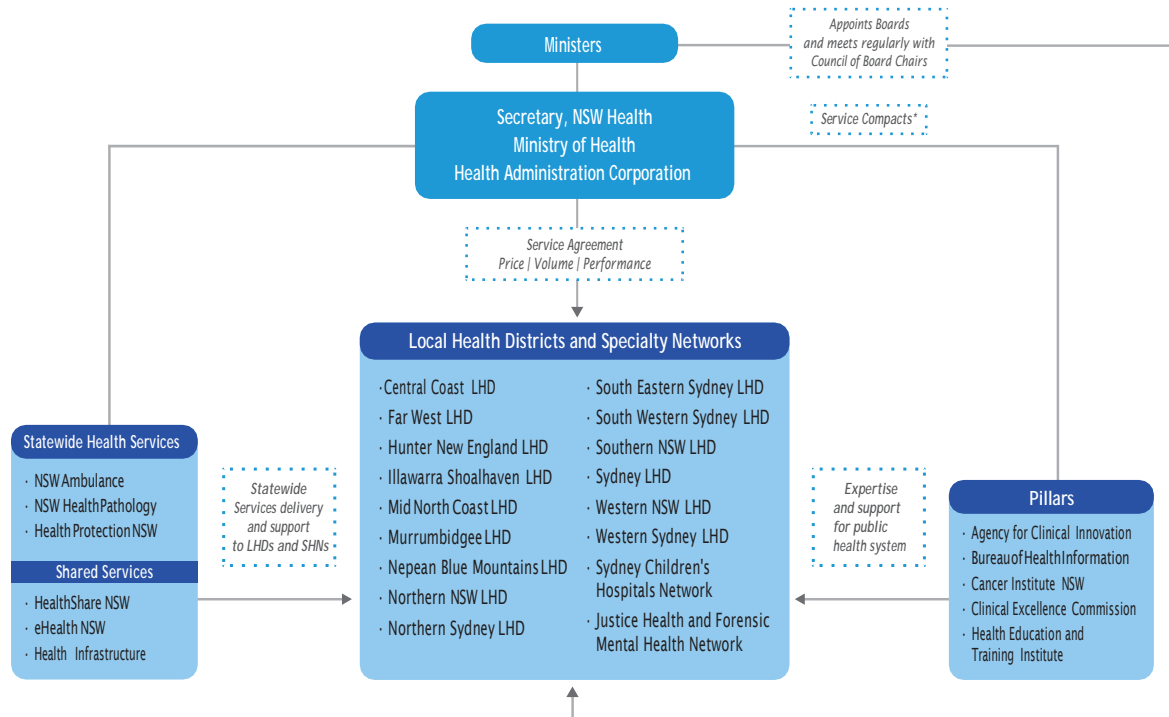 Ministers
Appoints Boards
and meets regularly with
Council of Board Chairs
Secretary, NSW Health
Ministry of Health
Health Administration Corporation
Service Compacts*
Service Agreement
Price | Volume | Performance
Local Health Districts and Specialty Networks
· Central Coast LHD
· Far West LHD
· Hunter New England LHD
· Illawarra Shoalhaven LHD
· Mid North Coast LHD
· Murrumbidgee LHD
· Nepean Blue Mountains LHD
· Northern NSW LHD
· Northern Sydney LHD
· South Eastern Sydney LHD
· South Western Sydney LHD
· Southern NSW LHD
· Sydney LHD
· Western NSW LHD
· Western Sydney LHD
· Sydney Children's
Hospitals Network
· Justice Health and Forensic
Mental Health Network
Statewide Health Services
· NSW Ambulance
· NSW Health Pathology
· Health Protection NSW
Shared Services
· HealthShare NSW
· eHealth NSW
· Health Infrastructure
Statewide
Services delivery
and support
to LHDs and SHNs
Expertise
and support
for public
health system
Pillars
· Agency for Clinical Innovation
· Bureau of Health Information
· Cancer Institute NSW
· Clinical Excellence Commission
· Health Education and
Training Institute